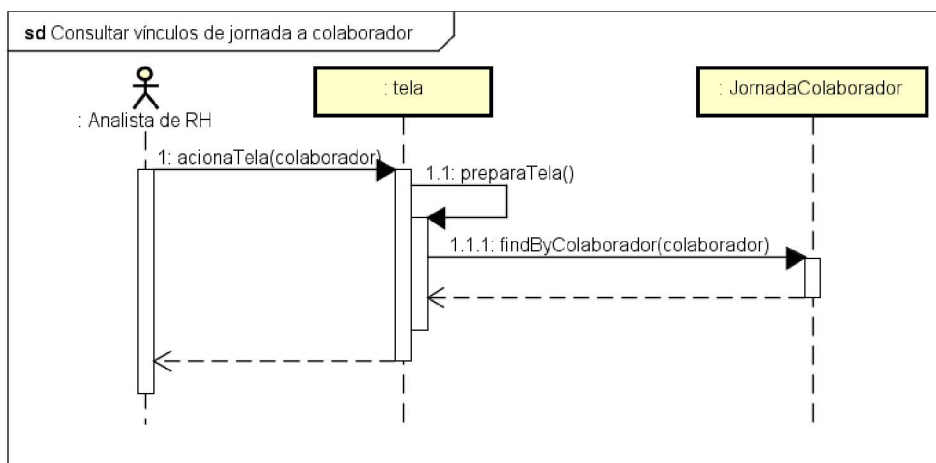 sd Consultar vínculos de jornada a colaborador
: Analista de RH
: tela
: JornadaColaborador
1: acionaTela(colaborador)
1.1: preparaTela()
1.1.1: findByColaborador(colaborador)